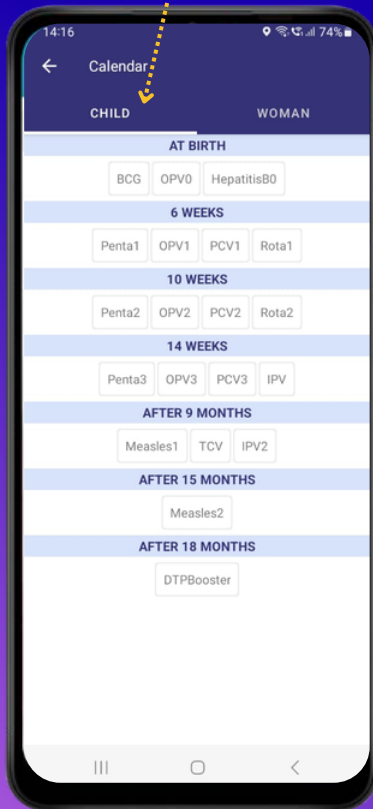 14:16 74%
Calendar
CHILD WOMAN
AT BIRTH
BCG OPV0 HepatitisB0
6 WEEKS
Penta1 OPV1 PCV1 Rota1
10 WEEKS
Penta2 OPV2 PCV2 Rota2
14 WEEKS
Penta3 OPV3 PCV3 IPV
AFTER 9 MONTHS
Measles1 TCV IPV2
AFTER 15 MONTHS
Measles2
AFTER 18 MONTHS
DTPBooster